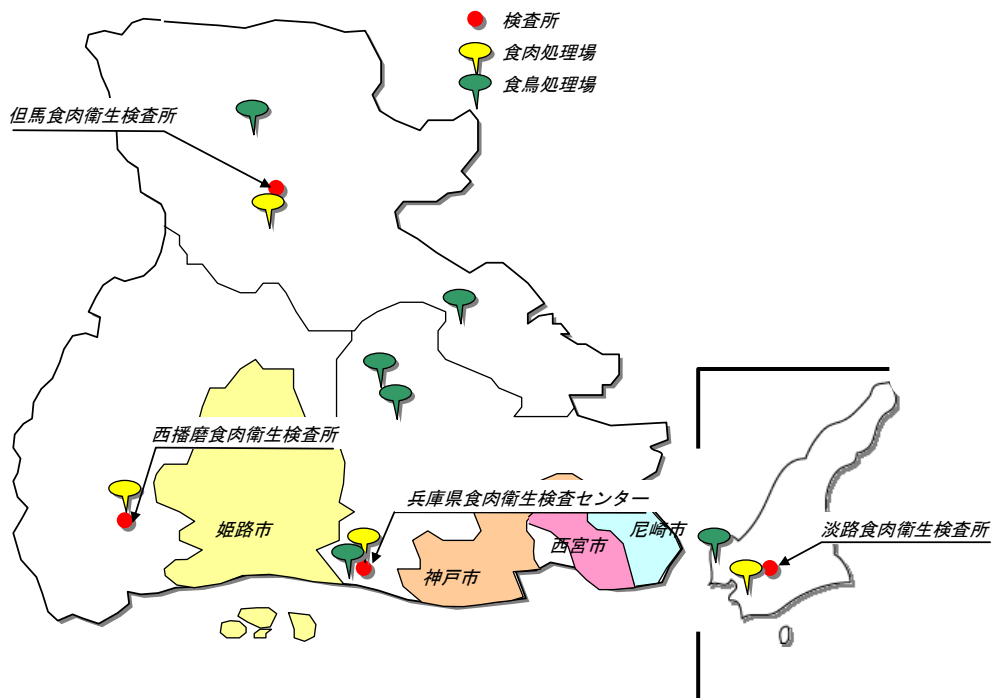 検査所
食肉処理場
食鳥処理場
但馬食肉衛生検査所
西播磨食肉衛生検査所
兵庫県食肉衛生検査センター
姫路市
神戸市
西宮市
尼崎市
淡路食肉衛生検査所